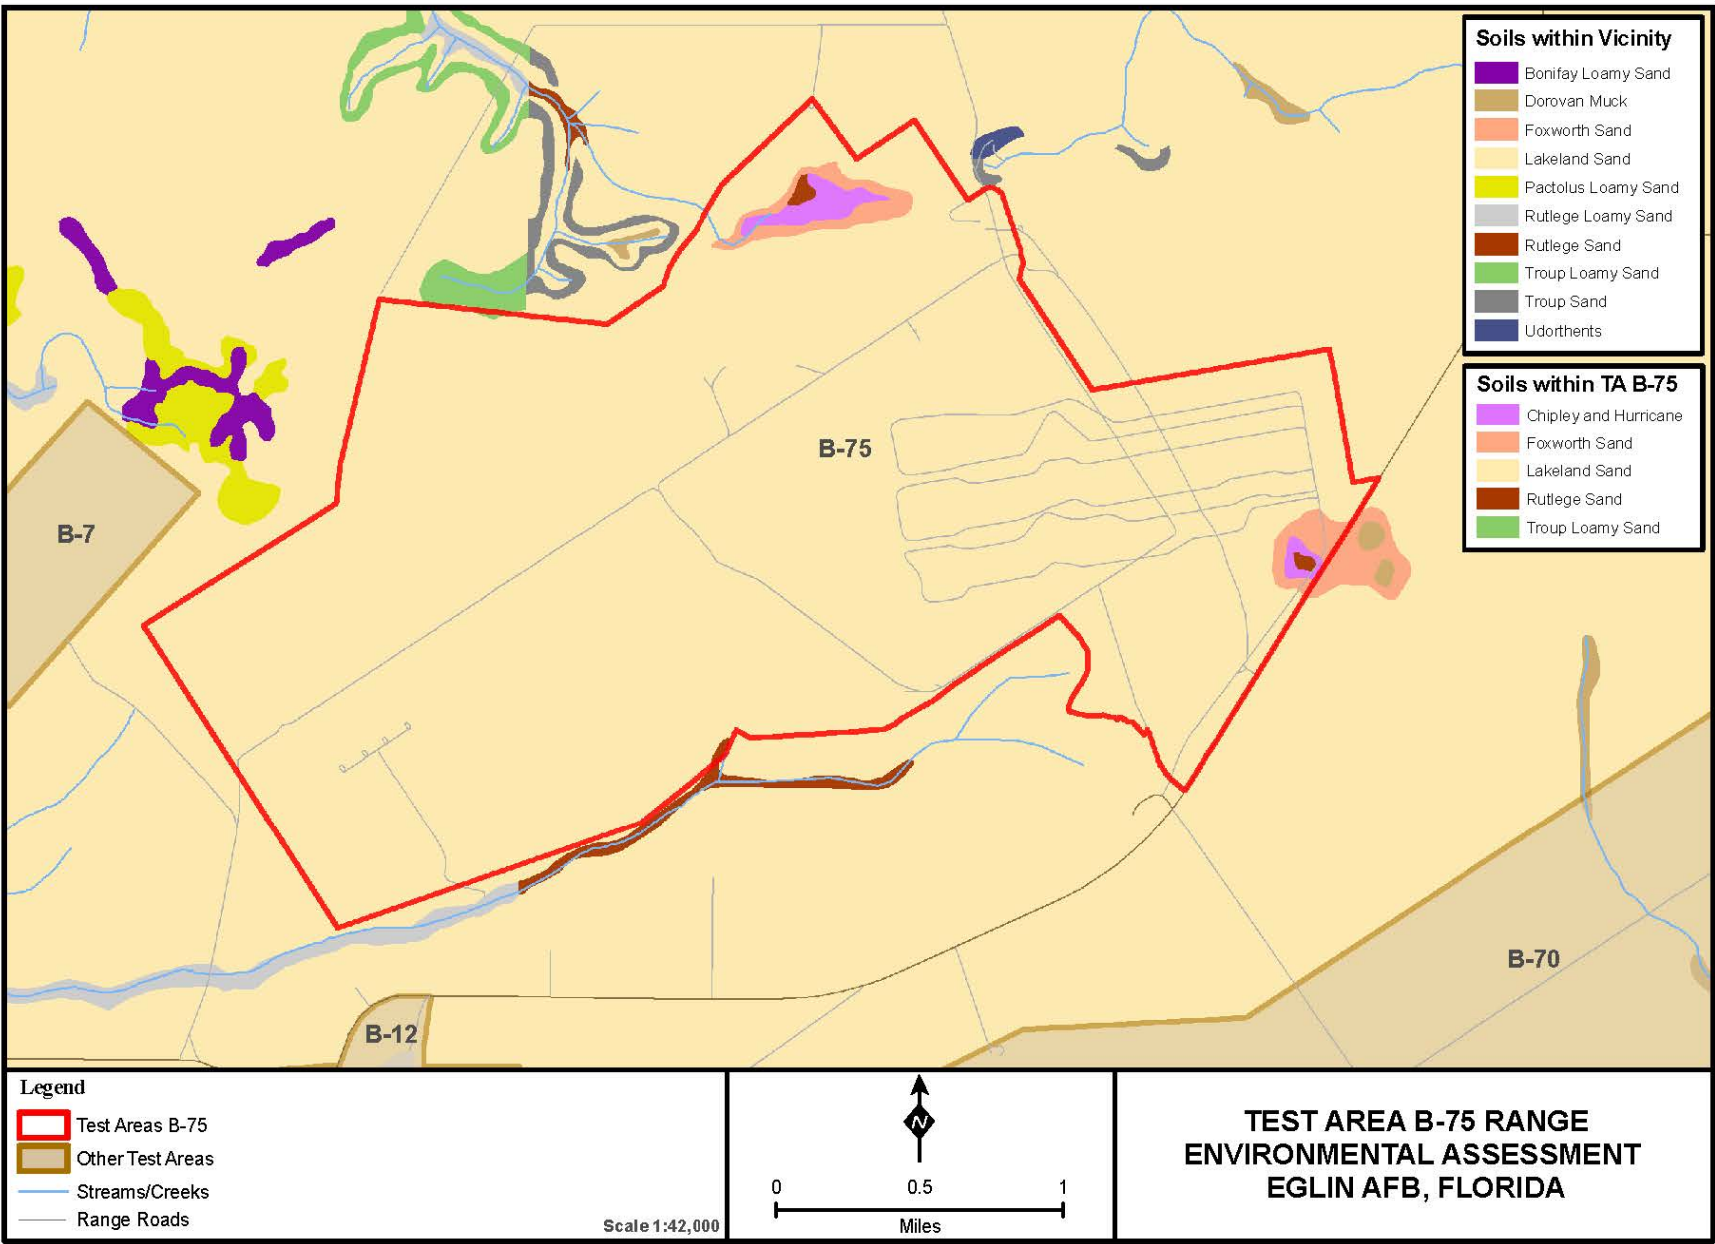 Soils within Vicinity
Bonifay Loamy Sand
Dorovan Muck
Foxworth Sand
Lakeland Sand
Pactolus Loamy Sand
Rutlege Loamy Sand
Rutlege Sand
Troup Loamy Sand
Troup Sand
Udorthents
Soils within TA B-75
Chipley and Hurricane
Foxworth Sand
Lakeland Sand
Rutlege Sand
Troup Loamy Sand
B-75
B-7
B-70
B-12
Legend
Test Areas B-75
Other Test Areas
Streams/Creeks
Range Roads
Scale 1:42,000
N
0 0.5 1
Miles
TEST AREA B-75 RANGE
ENVIRONMENTAL ASSESSMENT
EGLIN AFB, FLORIDA